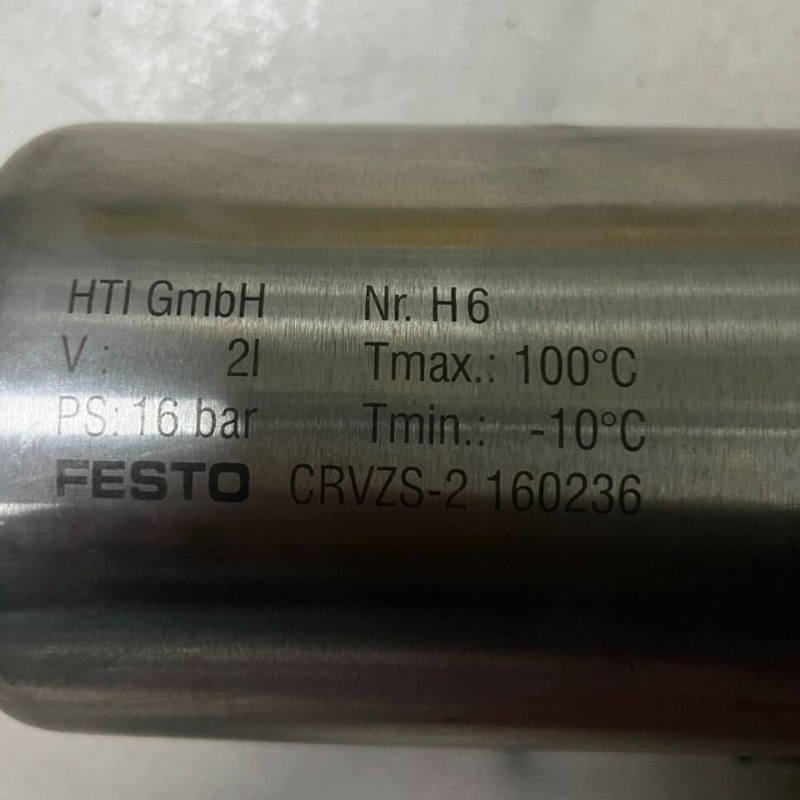 HTI GmbH Nr. H6
V: 2l Tmax.: 100°C
PS: 16 bar Tmin.: -10°C
FESTO CRVZS-2 160236